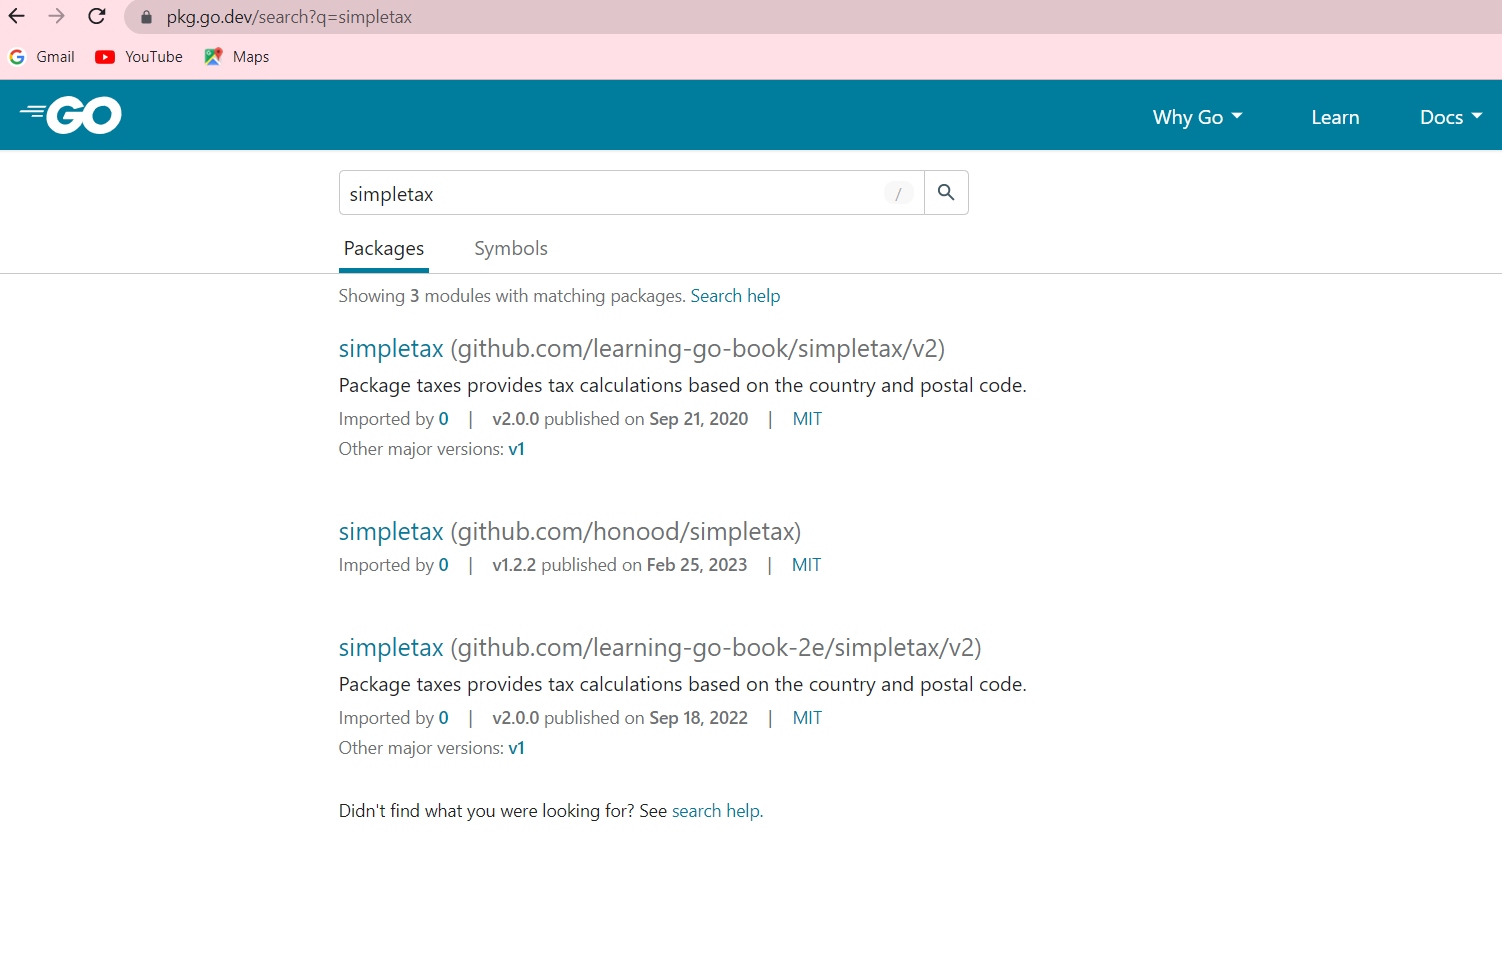 pkg.go.dev/search?q=simpletax
Gmail YouTube Maps
GO Why Go Learn Docs
simpletax /
Packages Symbols
Showing 3 modules with matching packages. Search help
simpletax (github.com/learning-go-book/simpletax/v2)
Package taxes provides tax calculations based on the country and postal code.
Imported by 0 | v2.0.0 published on Sep 21, 2020 | MIT
Other major versions: v1
simpletax (github.com/honood/simpletax)
Imported by 0 | v1.2.2 published on Feb 25, 2023 | MIT
simpletax (github.com/learning-go-book-2e/simpletax/v2)
Package taxes provides tax calculations based on the country and postal code.
Imported by 0 | v2.0.0 published on Sep 18, 2022 | MIT
Other major versions: v1
Didn't find what you were looking for? See search help.